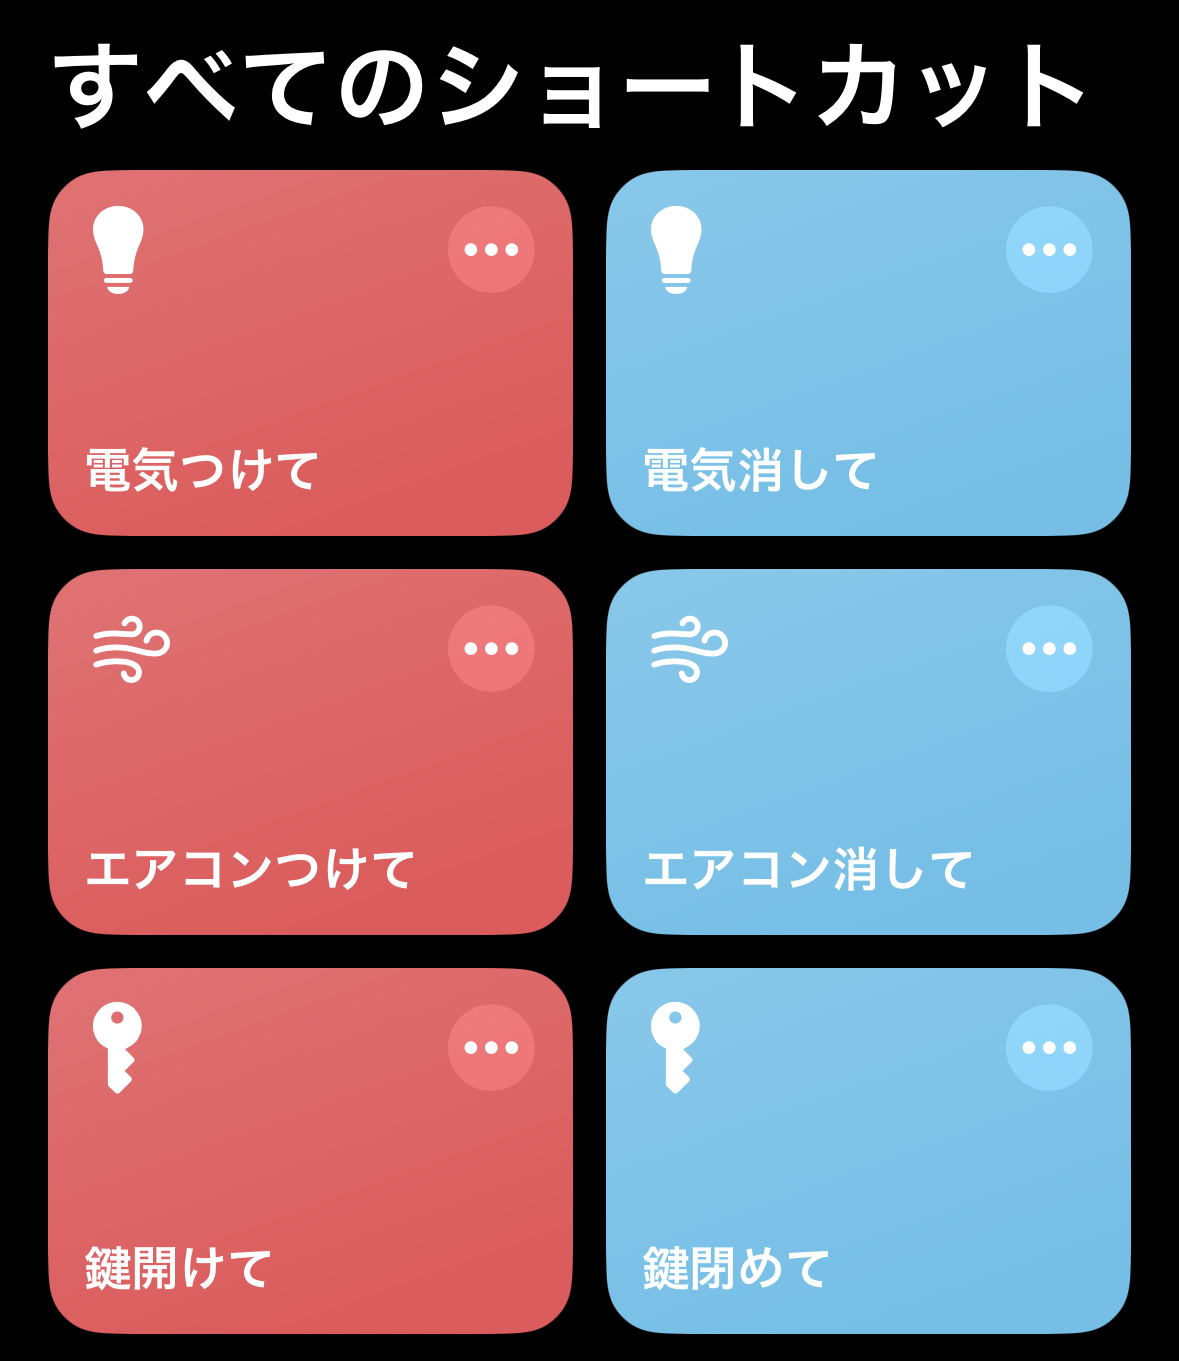 すべてのショートカット
電気つけて
電気消して
エアコンつけて
エアコン消して
鍵開けて
鍵閉めて